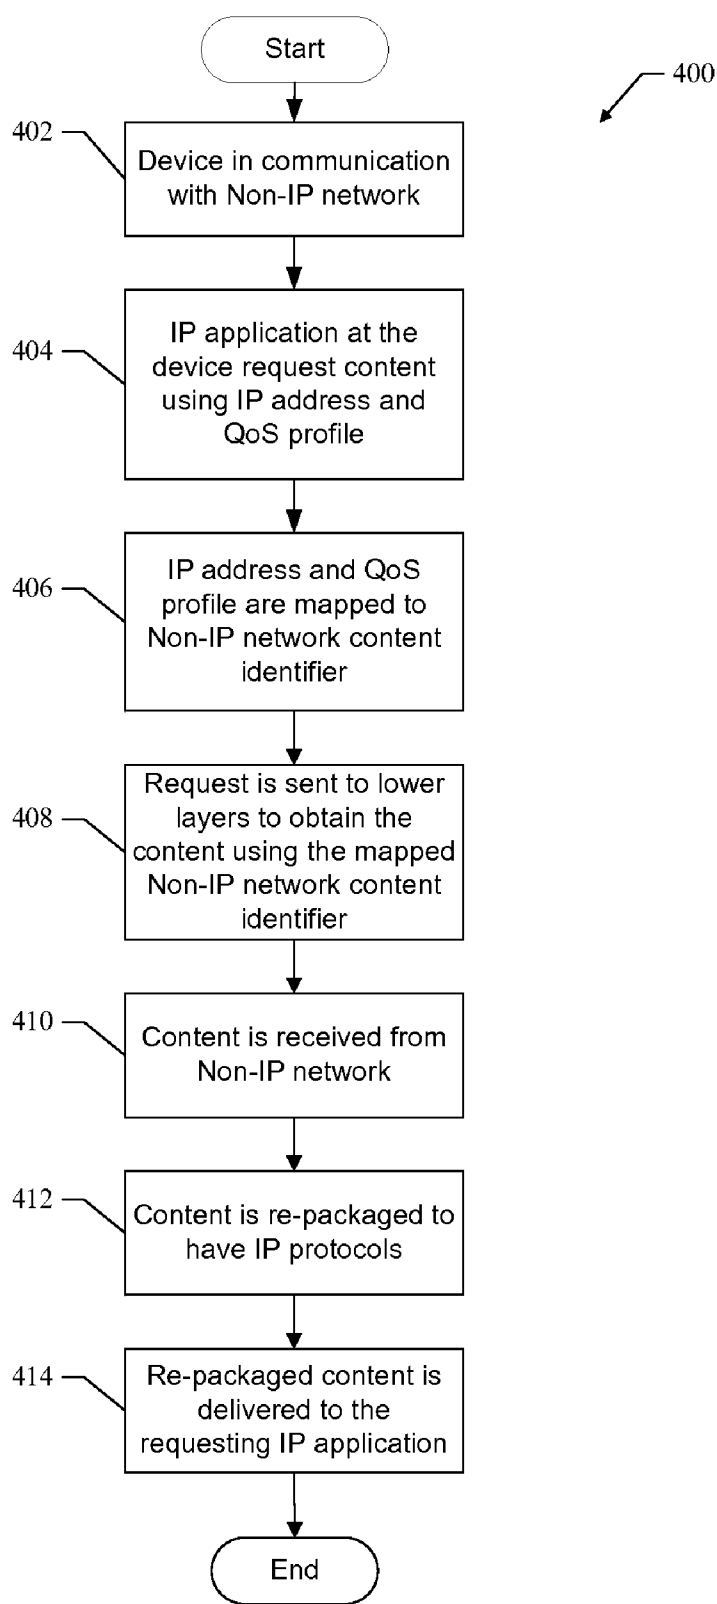 Start
400
402
Device in communication
with Non-IP network
404
IP application at the
device request content
using IP address and
QoS profile
406
IP address and QoS
profile are mapped to
Non-IP network content
identifier
408
Request is sent to lower
layers to obtain the
content using the mapped
Non-IP network content
identifier
410
Content is received from
Non-IP network
412
Content is re-packaged to
have IP protocols
414
Re-packaged content is
delivered to the
requesting IP application
End